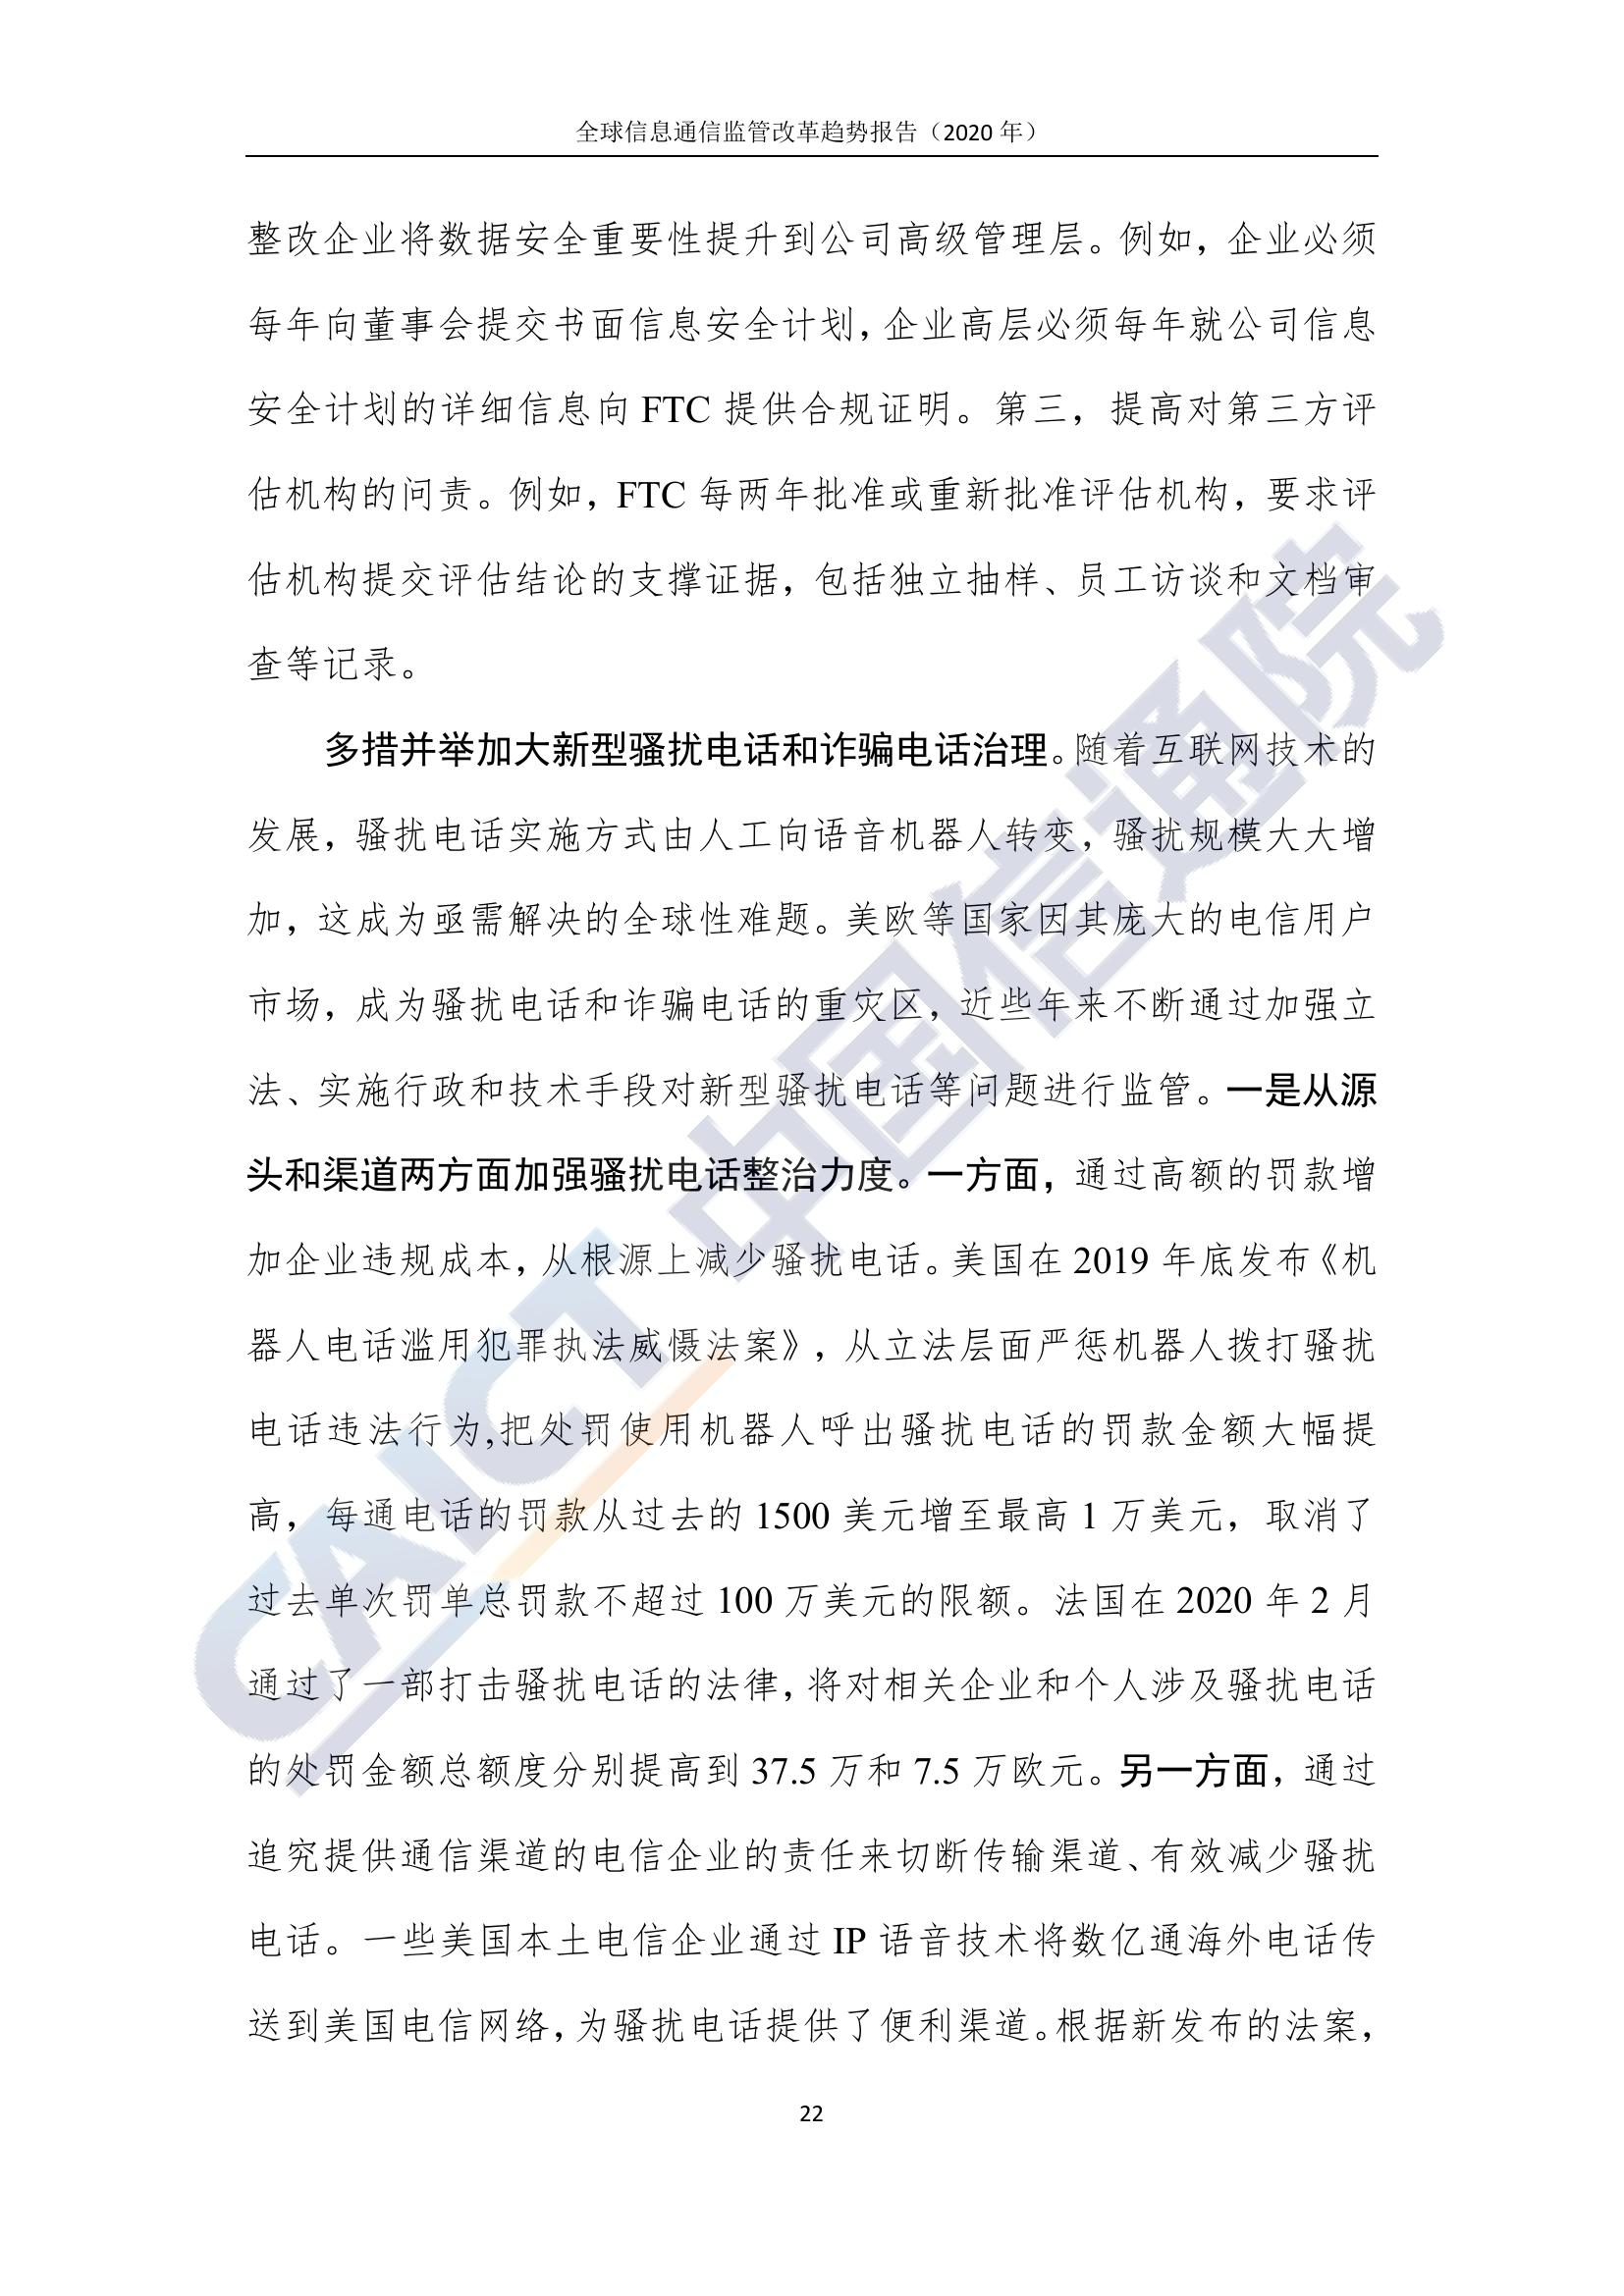 全球信息通信监管改革趋势报告（2020 年）
整改企业将数据安全重要性提升到公司高级管理层。例如，企业必须
每年向董事会提交书面信息安全计划，企业高层必须每年就公司信息
安全计划的详细信息向 FTC 提供合规证明。第三，提高对第三方评
估机构的问责。例如，FTC 每两年批准或重新批准评估机构，要求评
估机构提交评估结论的支撑证据，包括独立抽样、员工访谈和文档审
查等记录。
多措并举加大新型骚扰电话和诈骗电话治理。随着互联网技术的
发展，骚扰电话实施方式由人工向语音机器人转变，骚扰规模大大增
加，这成为亟需解决的全球性难题。美欧等国家因其庞大的电信用户
市场，成为骚扰电话和诈骗电话的重灾区，近些年来不断通过加强立
法、实施行政和技术手段对新型骚扰电话等问题进行监管。一是从源
头和渠道两方面加强骚扰电话整治力度。一方面，通过高额的罚款增
加企业违规成本，从根源上减少骚扰电话。美国在 2019 年底发布《机
器人电话滥用犯罪执法威慑法案》，从立法层面严惩机器人拨打骚扰
电话违法行为,把处罚使用机器人呼出骚扰电话的罚款金额大幅提
高，每通电话的罚款从过去的 1500 美元增至最高 1 万美元，取消了
过去单次罚单总罚款不超过 100 万美元的限额。法国在 2020 年 2 月
通过了一部打击骚扰电话的法律，将对相关企业和个人涉及骚扰电话
的处罚金额总额度分别提高到 37.5 万和 7.5 万欧元。另一方面，通过
追究提供通信渠道的电信企业的责任来切断传输渠道、有效减少骚扰
电话。一些美国本土电信企业通过 IP 语音技术将数亿通海外电话传
送到美国电信网络，为骚扰电话提供了便利渠道。根据新发布的法案，
22
CAICT 中国信通院